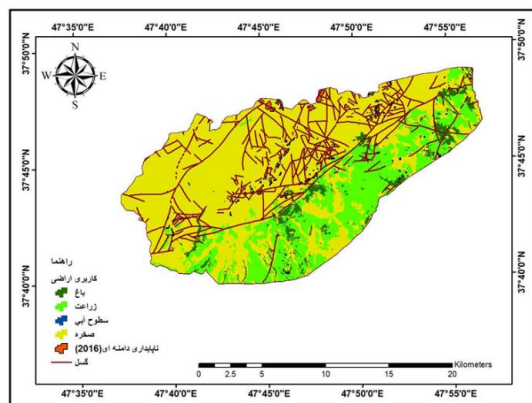 47°35'0"E 47°40'0"E 47°45'0"E 47°50'0"E 47°55'0"E
37°50'0"N 37°50'0"N
N
W E
S
37°45'0"N 37°45'0"N
37°40'0"N 37°40'0"N
راهنما
کاربری اراضی
باغ
زراعت
سطوح آبی
صخره
ناپایداری دامنه ای(2016)
گسل
Kilometers
0 2.5 5 10 15 20
47°35'0"E 47°40'0"E 47°45'0"E 47°50'0"E 47°55'0"E